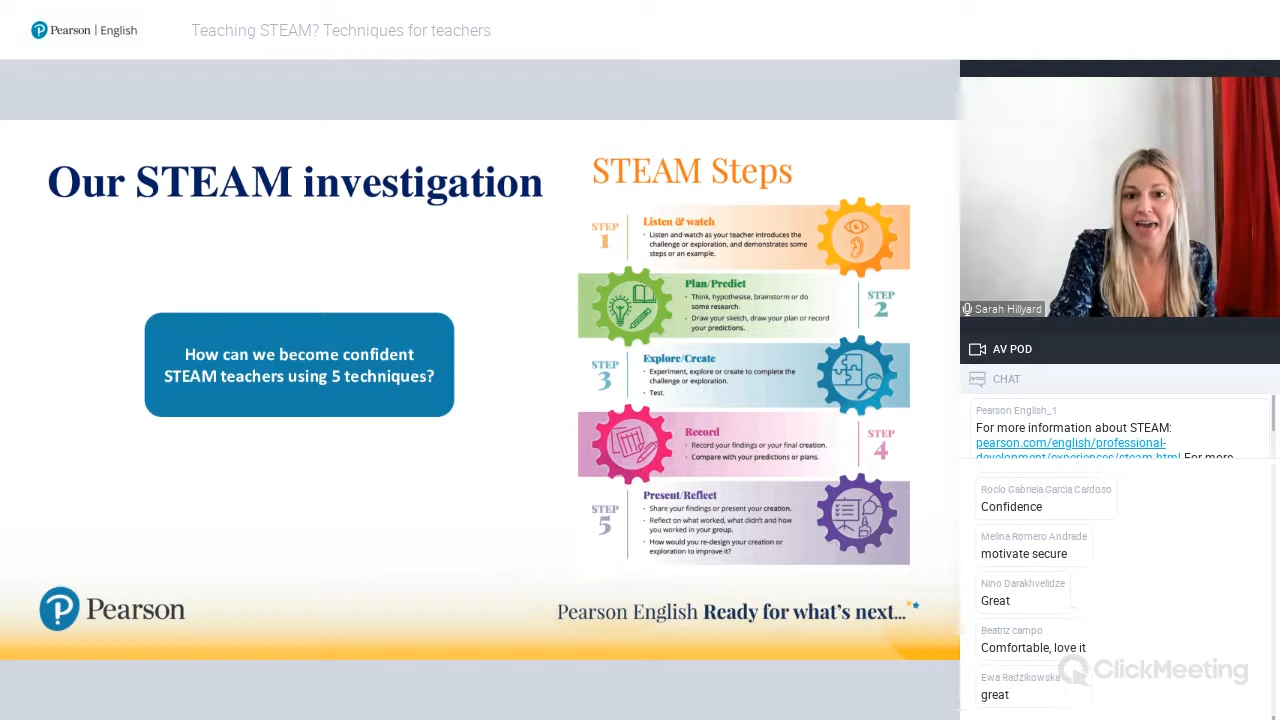 Pearson | English
Teaching STEAM? Techniques for teachers
Our STEAM investigation
How can we become confident
STEAM teachers using 5 techniques?
STEAM Steps
STEP
1
Listen & watch
• Listen and watch as your teacher introduces the
challenge or exploration, and demonstrates some
steps or an example.
Plan/Predict
• Think, hypothesise, brainstorm or do
some research.
• Draw your sketch, draw your plan or record
your predictions.
STEP
2
STEP
3
Explore/Create
• Experiment, explore or create to complete the
challenge or exploration.
• Test.
Record
• Record your findings or your final creation.
• Compare with your predictions or plans.
STEP
4
STEP
5
Present/Reflect
• Share your findings or present your creation.
• Reflect on what worked, what didn't and how
you worked in your group.
• How would you re-design your creation or
exploration to improve it?
Pearson
Pearson English Ready for what's next...
Sarah Hillyard
AV POD
CHAT
Pearson English_1
For more information about STEAM:
pearson.com/english/professional-
development/experiences/steam.html For more
Rocío Gabriela.Garcia Cardoso
Confidence
Melina Romero Andrade
motivate secure
Nino Darakhvelidze
Great
Beatriz campo
Comfortable, love it
Ewa Radzikowska
great
ClickMeeting